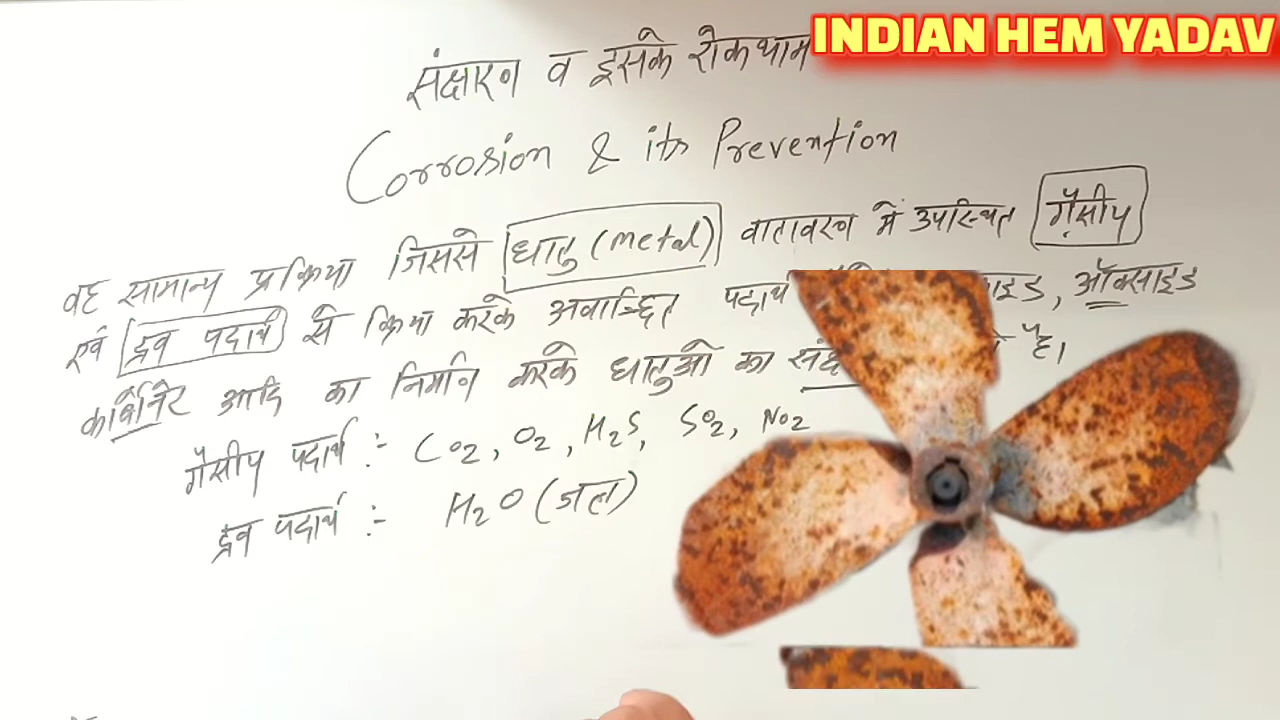 INDIAN HEM YADAV
संक्षारण व इसके रोकथाम
Corrosion & its Prevention
वह सामान्य प्रक्रिया जिससे धातु (metal) वातावरण में उपस्थित गैसीय
एवं द्रव पदार्थ से क्रिया करके अवाञ्छित पदार्थ ऑक्साइड,
कार्बोनेट आदि का निर्माण करके धातुओ का है।
गैसीय पदार्थ :- CO2, O2, H2S, SO2, NO2
द्रव पदार्थ :- H2O (जल)